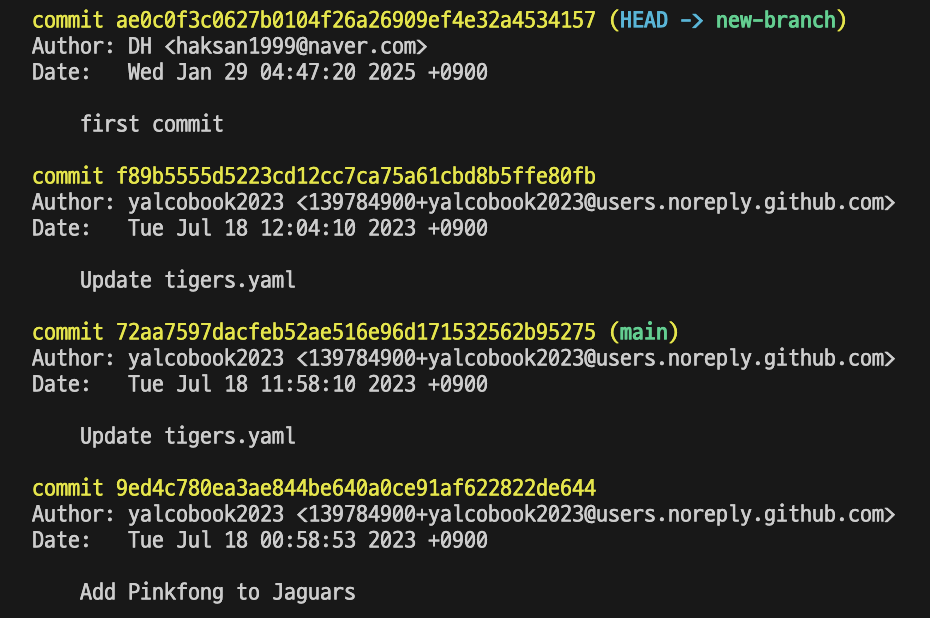 commit ae0c0f3c0627b0104f26a26909ef4e32a4534157 (HEAD -> new-branch)
Author: DH <haksan1999@naver.com>
Date:   Wed Jan 29 04:47:20 2025 +0900
first commit
commit f89b5555d5223cd12cc7ca75a61cbd8b5ffe80fb
Author: yalcobook2023 <139784900+yalcobook2023@users.noreply.github.com>
Date:   Tue Jul 18 12:04:10 2023 +0900
Update tigers.yaml
commit 72aa7597dacfeb52ae516e96d171532562b95275 (main)
Author: yalcobook2023 <139784900+yalcobook2023@users.noreply.github.com>
Date:   Tue Jul 18 11:58:10 2023 +0900
Update tigers.yaml
commit 9ed4c780ea3ae844be640a0ce91af622822de644
Author: yalcobook2023 <139784900+yalcobook2023@users.noreply.github.com>
Date:   Tue Jul 18 00:58:53 2023 +0900
Add Pinkfong to Jaguars